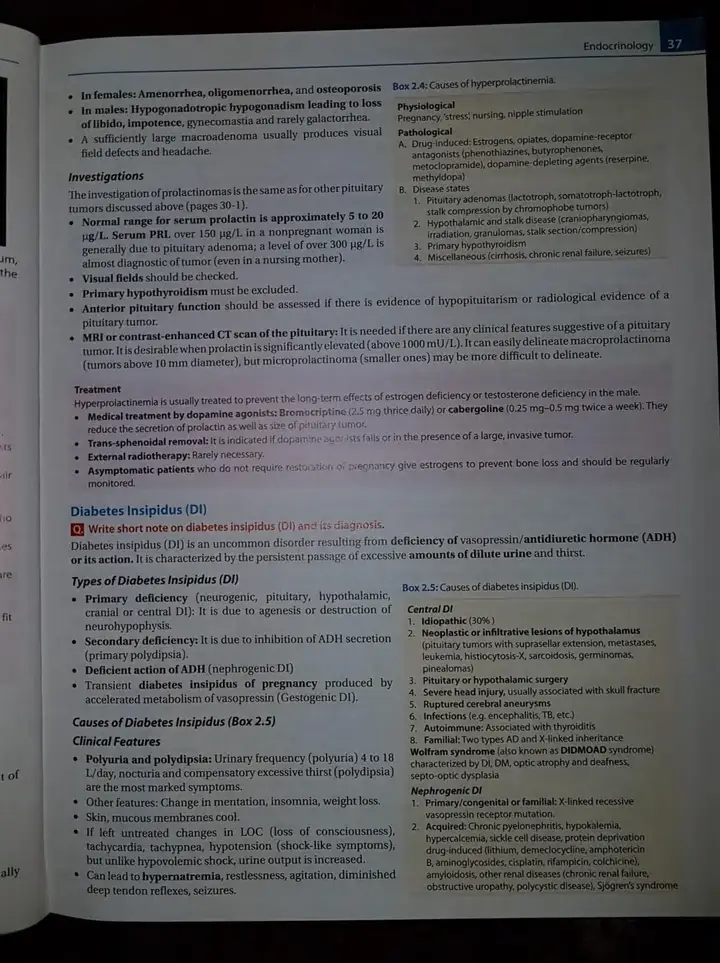 Endocrinology 37
• In females: Amenorrhea, oligomenorrhea, and osteoporosis
• In males: Hypogonadotropic hypogonadism leading to loss
of libido, impotence, gynecomastia and rarely galactorrhea.
• A sufficiently large macroadenoma usually produces visual
field defects and headache.
Investigations
The investigation of prolactinomas is the same as for other pituitary
tumors discussed above (pages 30-1).
• Normal range for serum prolactin is approximately 5 to 20
µg/L. Serum PRL over 150 µg/L in a nonpregnant woman is
generally due to pituitary adenoma; a level of over 300 µg/L is
almost diagnostic of tumor (even in a nursing mother).
• Visual fields should be checked.
• Primary hypothyroidism must be excluded.
Box 2.4: Causes of hyperprolactinemia.
Physiological
Pregnancy, 'stress', nursing, nipple stimulation
Pathological
A. Drug-induced: Estrogens, opiates, dopamine-receptor
antagonists (phenothiazines, butyrophenones,
metoclopramide), dopamine-depleting agents (reserpine,
methyldopa)
B. Disease states
1. Pituitary adenomas (lactotroph, somatotroph-lactotroph,
stalk compression by chromophobe tumors)
2. Hypothalamic and stalk disease (craniopharyngiomas,
irradiation, granulomas, stalk section/compression)
3. Primary hypothyroidism
4. Miscellaneous (cirrhosis, chronic renal failure, seizures)
• Anterior pituitary function should be assessed if there is evidence of hypopituitarism or radiological evidence of a
pituitary tumor.
• MRI or contrast-enhanced CT scan of the pituitary: It is needed if there are any clinical features suggestive of a pituitary
tumor. It is desirable when prolactin is significantly elevated (above 1000 mU/L). It can easily delineate macroprolactinoma
(tumors above 10 mm diameter), but microprolactinoma (smaller ones) may be more difficult to delineate.
Treatment
Hyperprolactinemia is usually treated to prevent the long-term effects of estrogen deficiency or testosterone deficiency in the male.
• Medical treatment by dopamine agonists: Bromocriptine (2.5 mg thrice daily) or cabergoline (0.25 mg–0.5 mg twice a week). They
reduce the secretion of prolactin as well as size of pituitary tumor.
• Trans-sphenoidal removal: It is indicated if dopamine agonists fails or in the presence of a large, invasive tumor.
• External radiotherapy: Rarely necessary.
• Asymptomatic patients who do not require restoration of pregnancy give estrogens to prevent bone loss and should be regularly
monitored.
Diabetes Insipidus (DI)
Q. Write short note on diabetes insipidus (DI) and its diagnosis.
Diabetes insipidus (DI) is an uncommon disorder resulting from deficiency of vasopressin/antidiuretic hormone (ADH)
or its action. It is characterized by the persistent passage of excessive amounts of dilute urine and thirst.
Types of Diabetes Insipidus (DI)
• Primary deficiency (neurogenic, pituitary, hypothalamic,
cranial or central DI): It is due to agenesis or destruction of
neurohypophysis.
• Secondary deficiency: It is due to inhibition of ADH secretion
(primary polydipsia).
• Deficient action of ADH (nephrogenic DI)
• Transient diabetes insipidus of pregnancy produced by
accelerated metabolism of vasopressin (Gestogenic DI).
Causes of Diabetes Insipidus (Box 2.5)
Clinical Features
• Polyuria and polydipsia: Urinary frequency (polyuria) 4 to 18
L/day, nocturia and compensatory excessive thirst (polydipsia)
are the most marked symptoms.
• Other features: Change in mentation, insomnia, weight loss.
• Skin, mucous membranes cool.
• If left untreated changes in LOC (loss of consciousness),
tachycardia, tachypnea, hypotension (shock-like symptoms),
but unlike hypovolemic shock, urine output is increased.
• Can lead to hypernatremia, restlessness, agitation, diminished
deep tendon reflexes, seizures.
Box 2.5: Causes of diabetes insipidus (DI).
Central DI
1. Idiopathic (30%)
2. Neoplastic or infiltrative lesions of hypothalamus
(pituitary tumors with suprasellar extension, metastases,
leukemia, histiocytosis-X, sarcoidosis, germinomas,
pinealomas)
3. Pituitary or hypothalamic surgery
4. Severe head injury, usually associated with skull fracture
5. Ruptured cerebral aneurysms
6. Infections (e.g. encephalitis, TB, etc.)
7. Autoimmune: Associated with thyroiditis
8. Familial: Two types AD and X-linked inheritance
Wolfram syndrome (also known as DIDMOAD syndrome)
characterized by DI, DM, optic atrophy and deafness,
septo-optic dysplasia
Nephrogenic DI
1. Primary/congenital or familial: X-linked recessive
vasopressin receptor mutation.
2. Acquired: Chronic pyelonephritis, hypokalemia,
hypercalcemia, sickle cell disease, protein deprivation
drug-induced (lithium, demeclocycline, amphotericin
B, aminoglycosides, cisplatin, rifampicin, colchicine),
amyloidosis, other renal diseases (chronic renal failure,
obstructive uropathy, polycystic disease), Sjögren's syndrome